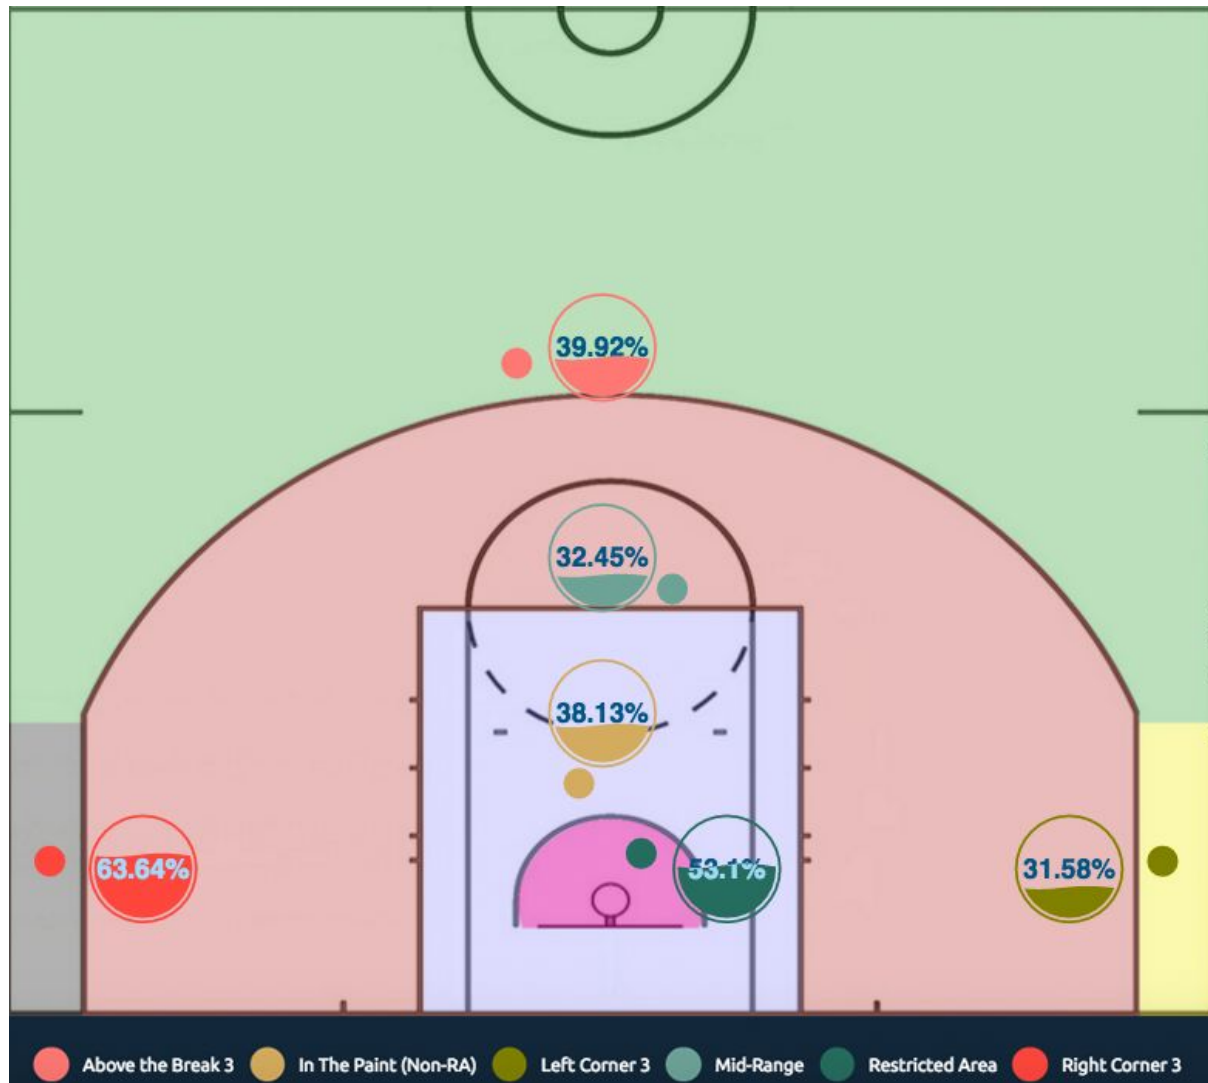 39.92%
32.45%
38.13%
63.64%
53.1%
31.58%
Above the Break 3
In The Paint (Non-RA)
Left Corner 3
Mid-Range
Restricted Area
Right Corner 3